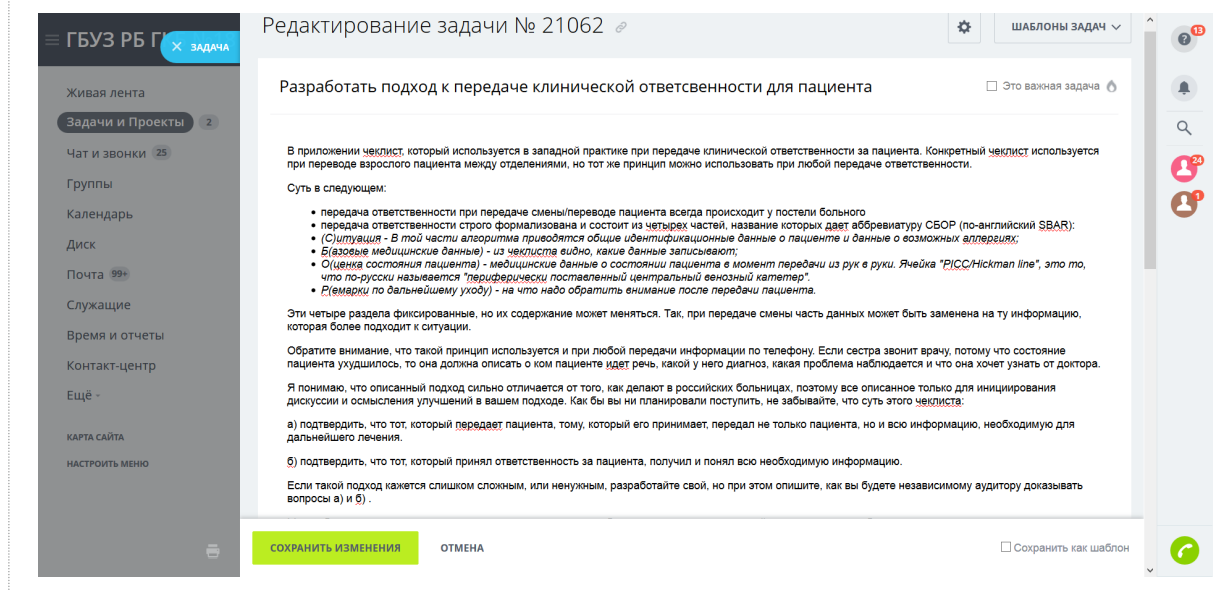 ГБУЗ РБ Г
× ЗАДАЧА
Живая лента
Задачи и Проекты 2
Чат и звонки 25
Группы
Календарь
Диск
Почта 99+
Служащие
Время и отчеты
Контакт-центр
Ещё
КАРТА САЙТА
НАСТРОИТЬ МЕНЮ
Редактирование задачи № 21062
ШАБЛОНЫ ЗАДАЧ
Разработать подход к передаче клинической ответсвенности для пациента
Это важная задача
В приложении чеклист, который используется в западной практике при передаче клинической ответственности за пациента. Конкретный чеклист используется
при переводе взрослого пациента между отделениями, но тот же принцип можно использовать при любой передаче ответственности.
Суть в следующем:
• передача ответственности при передаче смены/переводе пациента всегда происходит у постели больного
• передача ответственности строго формализована и состоит из четырех частей, название которых дает аббревиатуру СБОР (по-английский SBAR):
• (С)итуация - В той части алгоритма приводятся общие идентификационные данные о пациенте и данные о возможных аллергиях;
• Б(азовые медицинские данные) - из чеклиста видно, какие данные записывают;
• О(ценка состояния пациента) - медицинские данные о состоянии пациента в момент передачи из рук в руки. Ячейка "PICC/Hickman line", это то,
что по-русски называется "периферически поставленный центральный венозный катетер".
• Р(емарки по дальнейшему уходу) - на что надо обратить внимание после передачи пациента.
Эти четыре раздела фиксированные, но их содержание может меняться. Так, при передаче смены часть данных может быть заменена на ту информацию,
которая более подходит к ситуации.
Обратите внимание, что такой принцип используется и при любой передачи информации по телефону. Если сестра звонит врачу, потому что состояние
пациента ухудшилось, то она должна описать о ком пациенте идет речь, какой у него диагноз, какая проблема наблюдается и что она хочет узнать от доктора.
Я понимаю, что описанный подход сильно отличается от того, как делают в российских больницах, поэтому все описанное только для инициирования
дискуссии и осмысления улучшений в вашем подходе. Как бы вы ни планировали поступить, не забывайте, что суть этого чеклиста:
а) подтвердить, что тот, который передает пациента, тому, который его принимает, передал не только пациента, но и всю информацию, необходимую для
дальнейшего лечения.
б) подтвердить, что тот, который принял ответственность за пациента, получил и понял всю необходимую информацию.
Если такой подход кажется слишком сложным, или ненужным, разработайте свой, но при этом опишите, как вы будете независимому аудитору доказывать
вопросы а) и б) .
СОХРАНИТЬ ИЗМЕНЕНИЯ
ОТМЕНА
Сохранить как шаблон
13
24
1